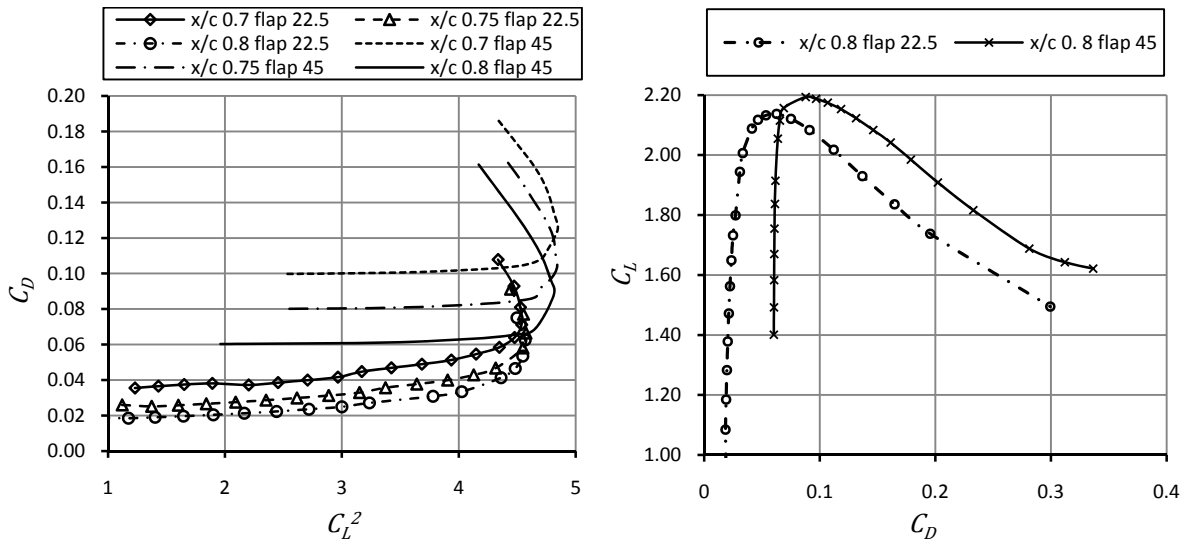 x/c 0.7 flap 22.5 x/c 0.75 flap 22.5
x/c 0.8 flap 22.5 x/c 0.7 flap 45
x/c 0.75 flap 45 x/c 0.8 flap 45
0.20
0.18
0.16
0.14
0.12
0.10
0.08
0.06
0.04
0.02
0.00
C_D
1 2 3 4 5
C_L^2
x/c 0.8 flap 22.5 x/c 0. 8 flap 45
2.20
2.00
1.80
1.60
1.40
1.20
1.00
C_L
0 0.1 0.2 0.3 0.4
C_D